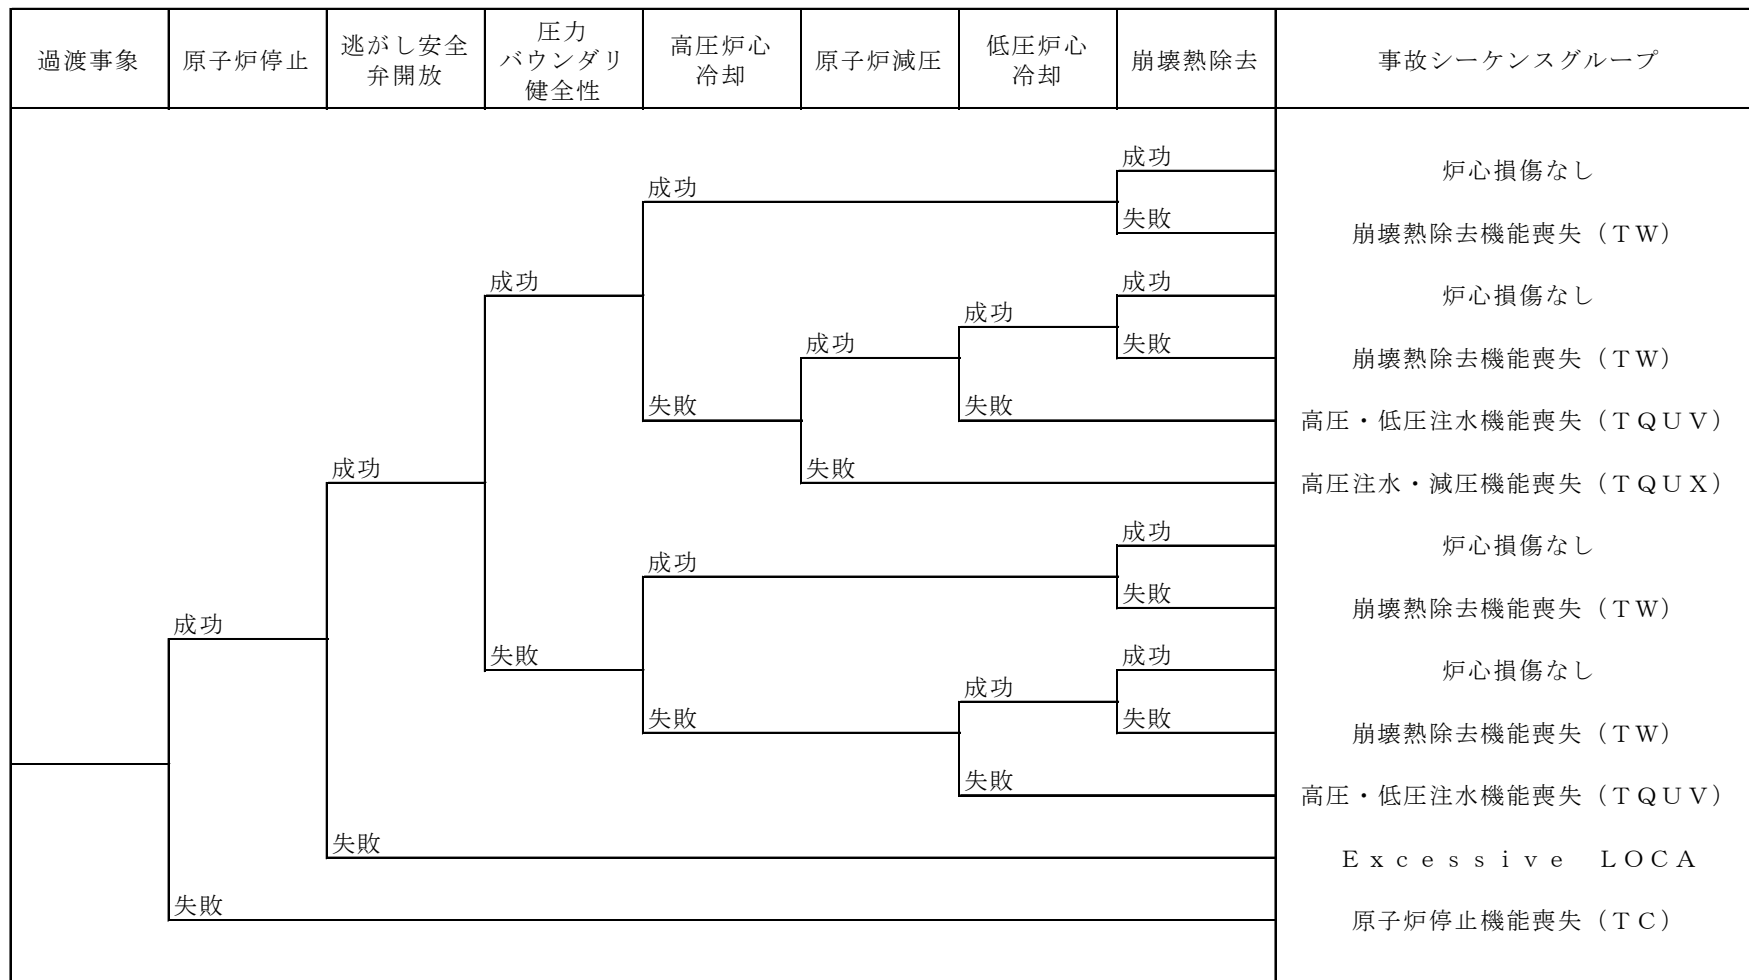 過渡事象
原子炉停止
逃がし安全
弁開放
圧力
バウンダリ
健全性
高圧炉心
冷却
原子炉減圧
低圧炉心
冷却
崩壊熱除去
事故シーケンスグループ
成功
炉心損傷なし
成功
失敗
崩壊熱除去機能喪失（ＴＷ）
成功
成功
炉心損傷なし
成功
成功
失敗
崩壊熱除去機能喪失（ＴＷ）
失敗
失敗
高圧・低圧注水機能喪失（ＴＱＵＶ）
成功
失敗
高圧注水・減圧機能喪失（ＴＱＵＸ）
成功
炉心損傷なし
成功
失敗
崩壊熱除去機能喪失（ＴＷ）
成功
失敗
成功
炉心損傷なし
成功
失敗
失敗
崩壊熱除去機能喪失（ＴＷ）
失敗
高圧・低圧注水機能喪失（ＴＱＵＶ）
失敗
Ｅｘｃｅｓｓｉｖｅ　ＬＯＣＡ
失敗
原子炉停止機能喪失（ＴＣ）